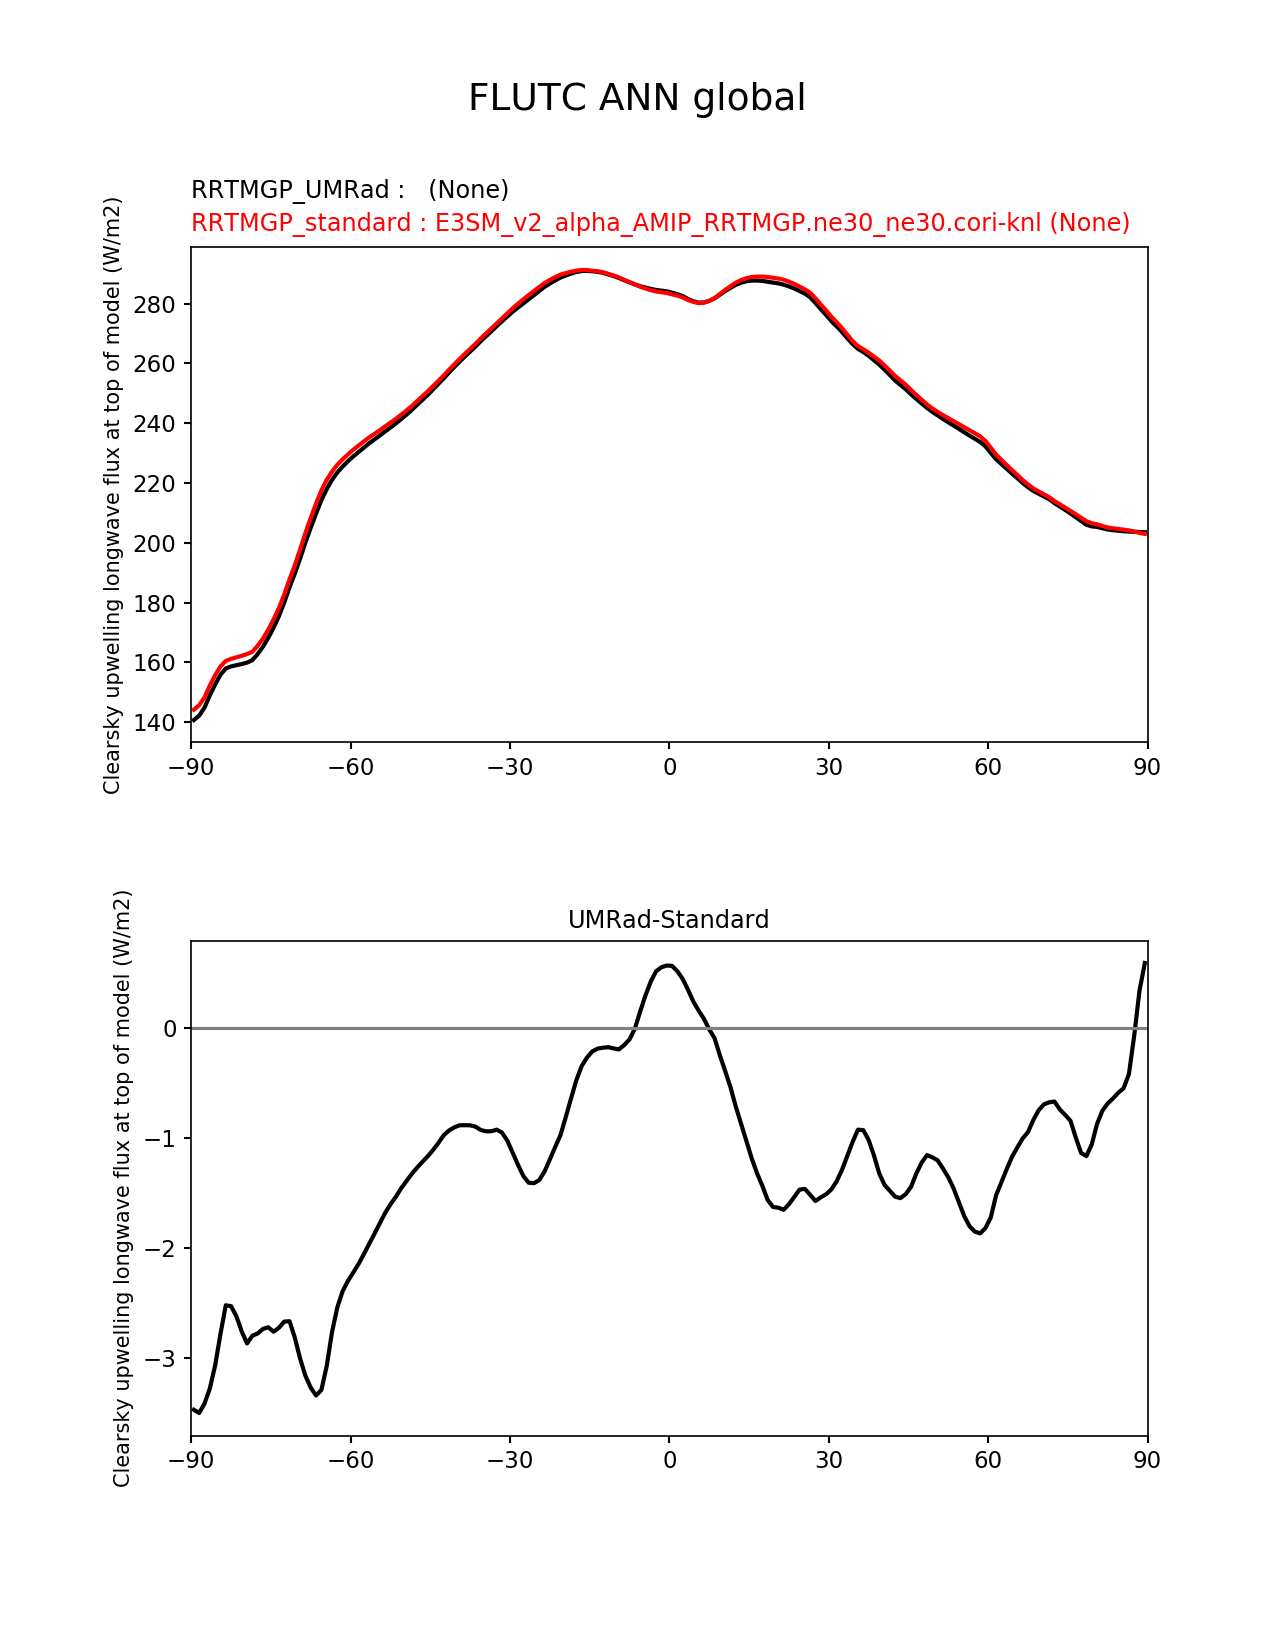 FLUTC ANN global
RRTMGP_UMRad :   (None)
RRTMGP_standard : E3SM_v2_alpha_AMIP_RRTMGP.ne30_ne30.cori-knl (None)
Clearsky upwelling longwave flux at top of model (W/m2)
280
260
240
220
200
180
160
140
−90 −60 −30 0 30 60 90
UMRad-Standard
Clearsky upwelling longwave flux at top of model (W/m2)
0
−1
−2
−3
−90 −60 −30 0 30 60 90